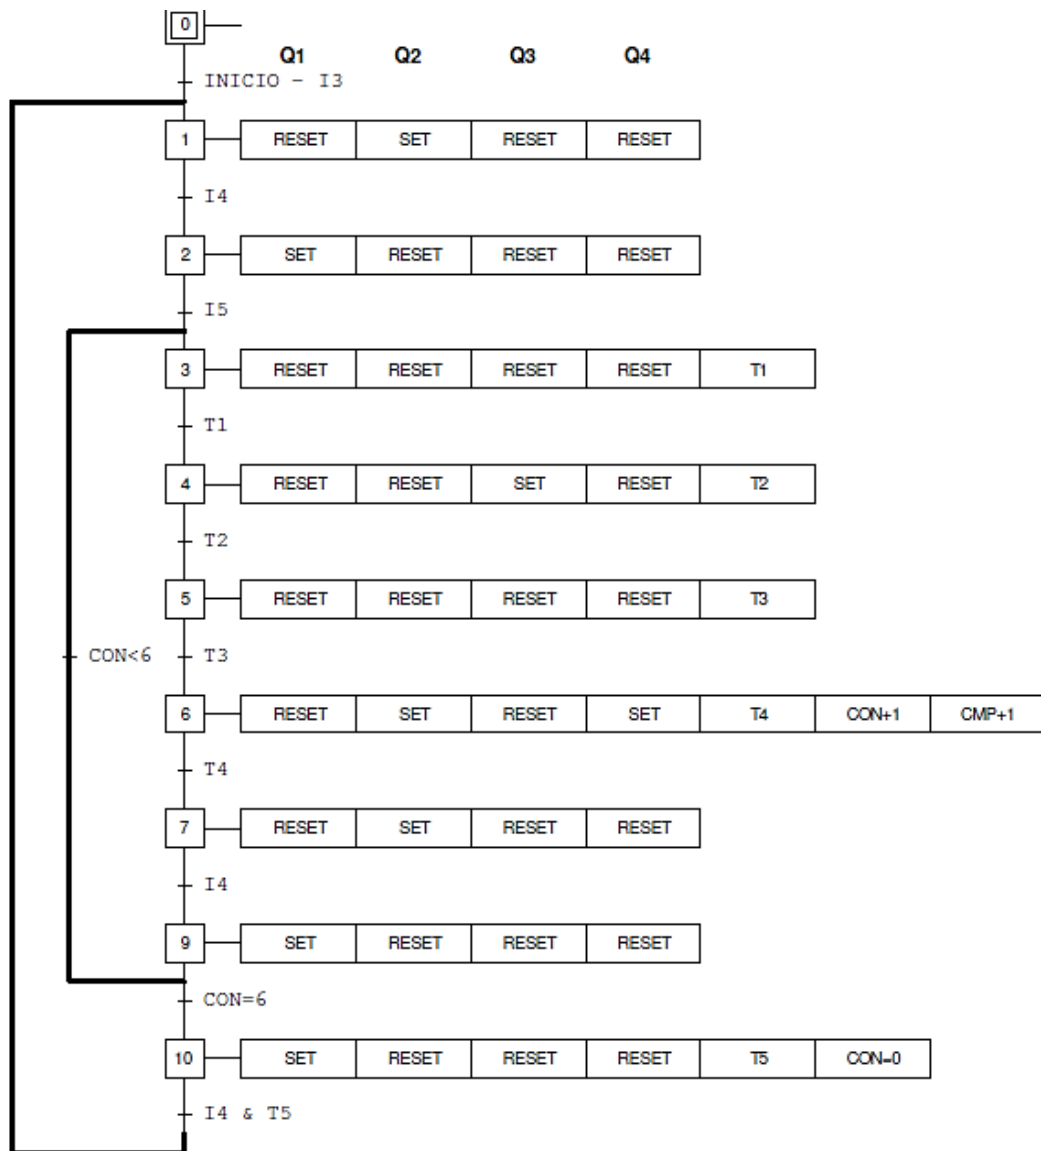 0
Q1 Q2 Q3 Q4
INICIO - I3
1 RESET SET RESET RESET
I4
2 SET RESET RESET RESET
I5
3 RESET RESET RESET RESET T1
T1
4 RESET RESET SET RESET T2
T2
5 RESET RESET RESET RESET T3
CON<6 T3
6 RESET SET RESET SET T4 CON+1 CMP+1
T4
7 RESET SET RESET RESET
I4
9 SET RESET RESET RESET
CON=6
10 SET RESET RESET RESET T5 CON=0
I4 & T5